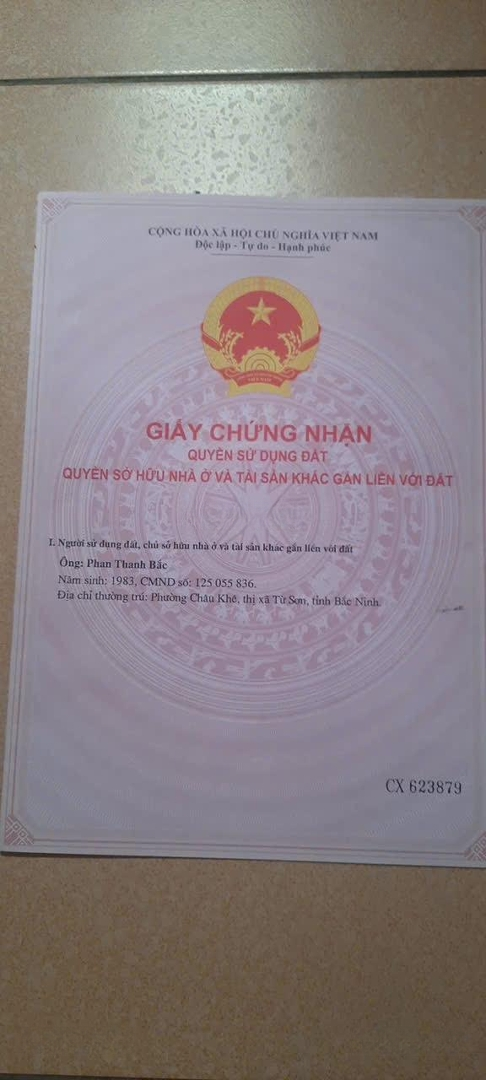 CỘNG HÒA XÃ HỘI CHỦ NGHĨA VIỆT NAM
Độc lập - Tự do - Hạnh phúc
VIỆT NAM
GIẤY CHỨNG NHẬN
QUYỀN SỬ DỤNG ĐẤT
QUYỀN SỞ HỮU NHÀ Ở VÀ TÀI SẢN KHÁC GẮN LIỀN VỚI ĐẤT
I. Người sử dụng đất, chủ sở hữu nhà ở và tài sản khác gắn liền với đất
Ông: Phan Thanh Bắc
Năm sinh: 1983, CMND số: 125 055 836.
Địa chỉ thường trú: Phường Châu Khê, thị xã Từ Sơn, tỉnh Bắc Ninh.
CX 623879